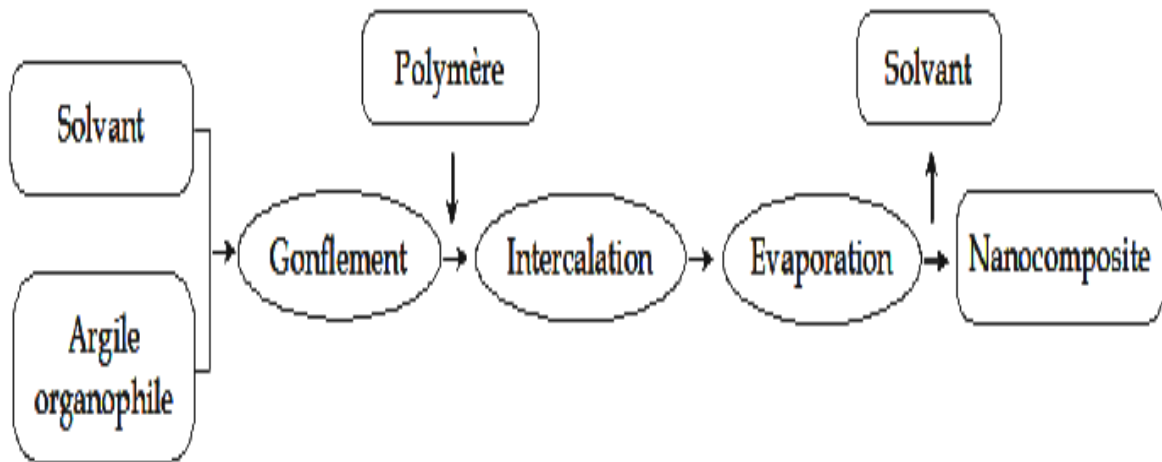 Polymère
Solvant
Solvant
Gonflement
Intercalation
Evaporation
Nanocomposite
Argile
organophile